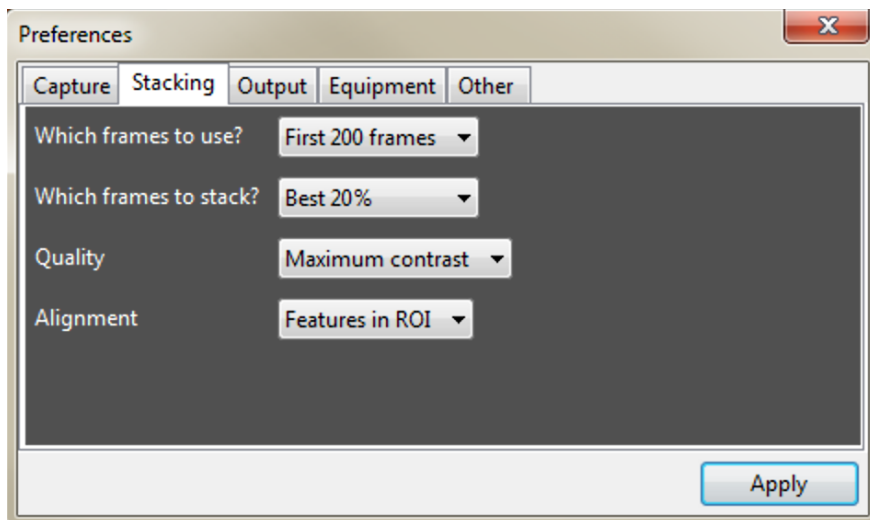 Preferences
Capture Stacking Output Equipment Other
Which frames to use? First 200 frames
Which frames to stack? Best 20%
Quality Maximum contrast
Alignment Features in ROI
Apply